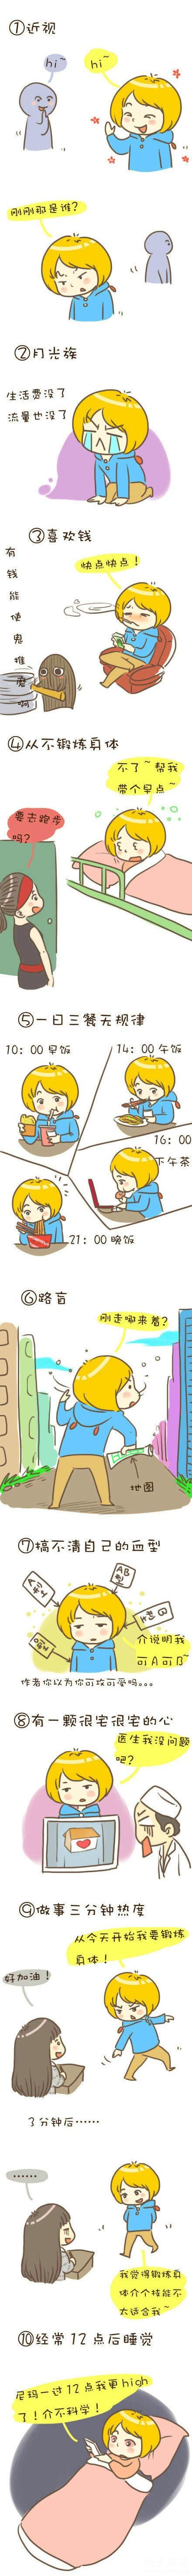 ①近视
hi~
hi~
刚刚那是谁?
②月光族
生活费没了
流量也没了
③喜欢钱
有钱能使鬼推磨啊
快点快点!
④从不锻炼身体
不了~帮我
带个早点~
要去跑步
吗?
⑤一日三餐无规律
10:00 早饭
14:00 午饭
16:00
下午茶
21:00 晚饭
⑥路盲
刚走哪来着?
地图
⑦搞不清自己的血型
A型
AB型
B型
O型
介说明我
可A可B~
作者你以为你可攻可爱吗。。。
⑧有一颗很宅很宅的心
医生我没问题
吧?
⑨做事三分钟热度
从今天开始我要锻炼
身体!
好加油!
3分钟后……
……
我觉得锻炼身
体介个技能不
太适合我~
⑩经常12点后睡觉
尼玛一过12点我更high
了!介不科学!